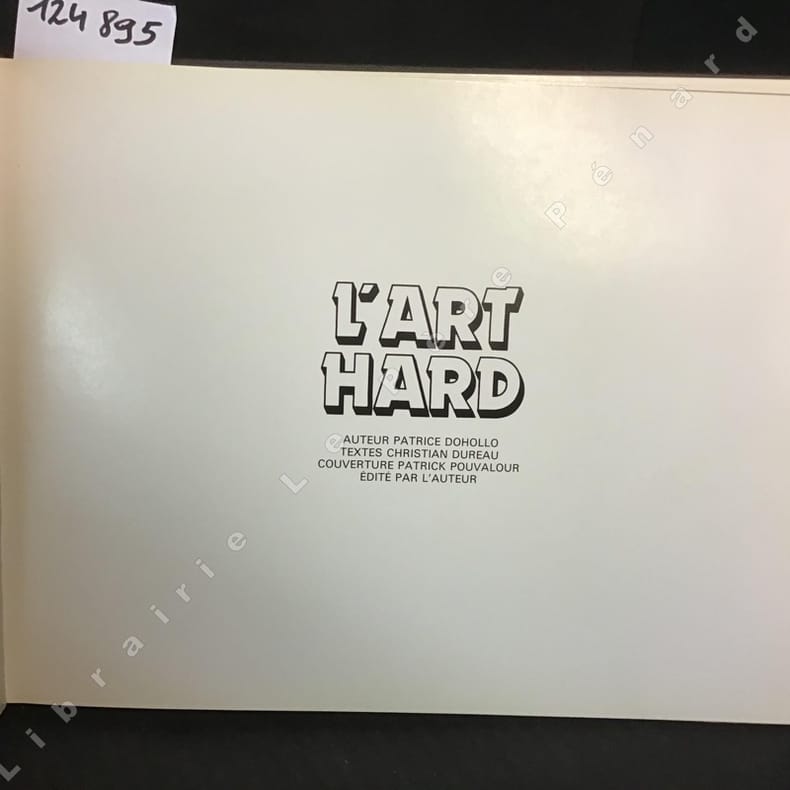 124 895
L'ART
HARD
AUTEUR PATRICE DOHOLLO
TEXTES CHRISTIAN DUREAU
COUVERTURE PATRICK POUVALOUR
ÉDITÉ PAR L'AUTEUR
Librairie Le Père Pénard